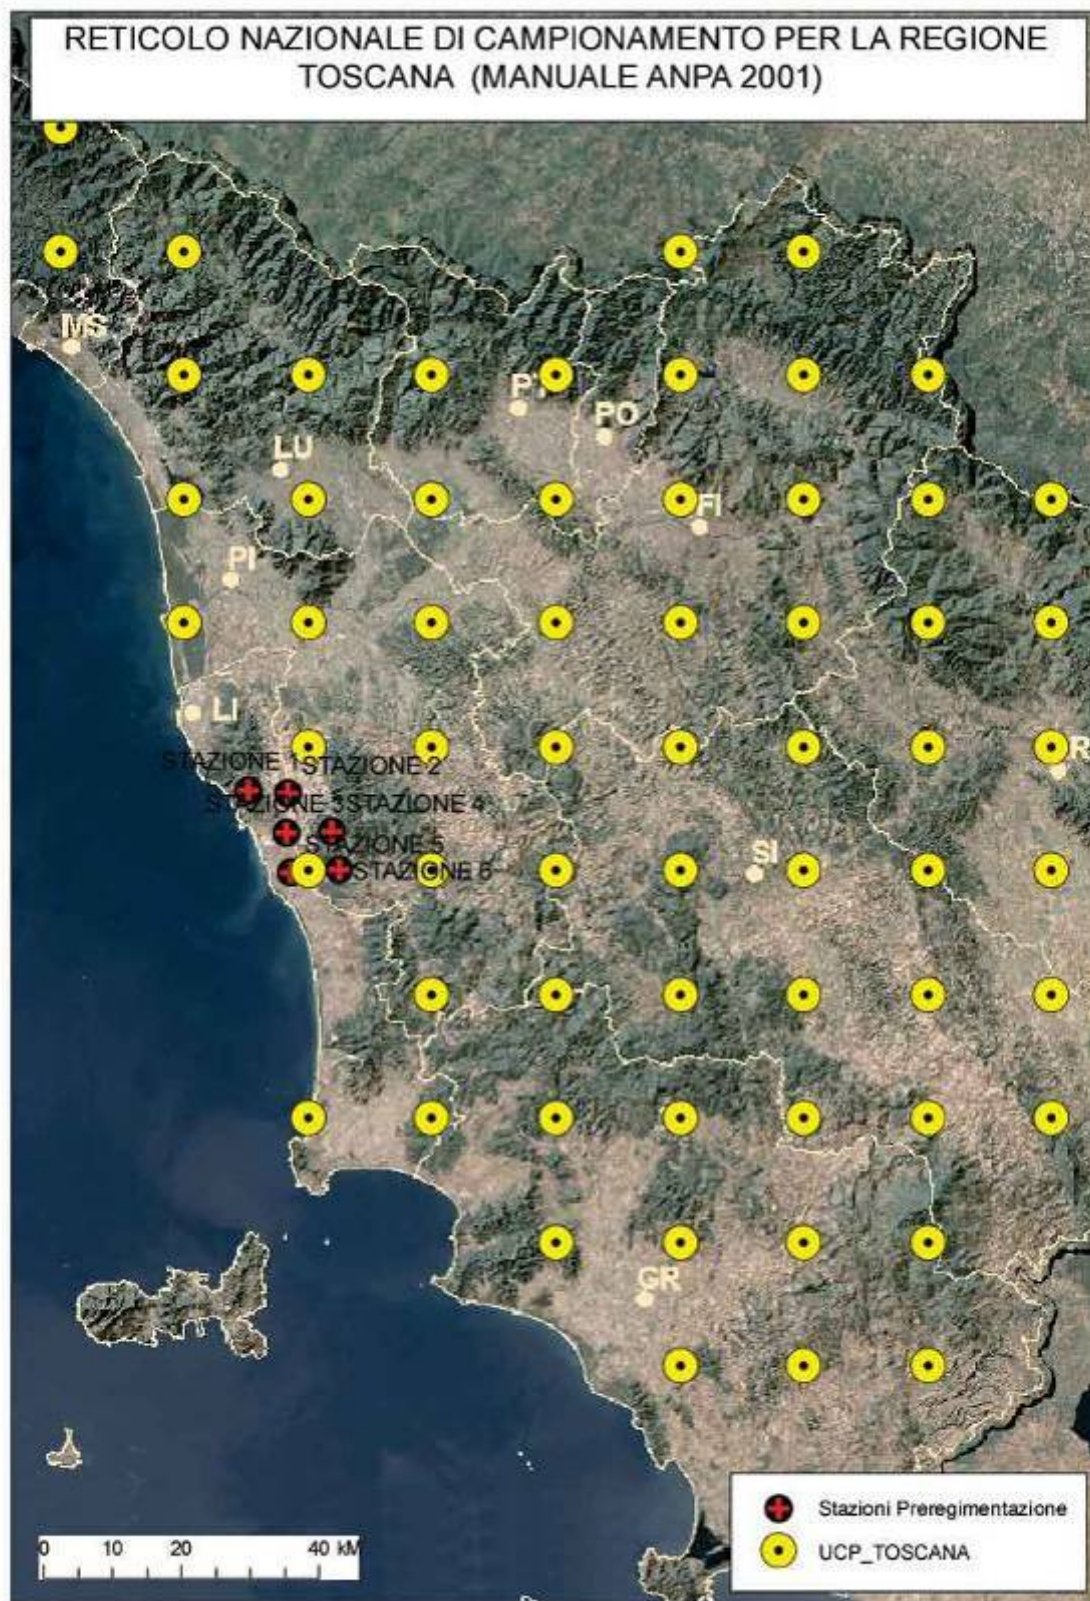 RETICOLO NAZIONALE DI CAMPIONAMENTO PER LA REGIONE
TOSCANA (MANUALE ANPA 2001)
MS
PT
PO
LU
FI
PI
LI
STAZIONE 1
STAZIONE 2
STAZIONE 3
STAZIONE 4
STAZIONE 5
STAZIONE 6
SI
GR
0 10 20 40 kM
Stazioni Preregimentazione
UCP_TOSCANA